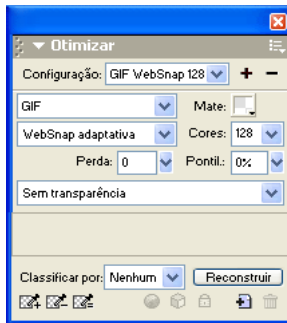 Otimizar
Configuração: GIF WebSnap 128
GIF Mate:
WebSnap adaptativa Cores: 128
Perda: 0 Pontil.: 0%
Sem transparência
Classificar por: Nenhum Reconstruir